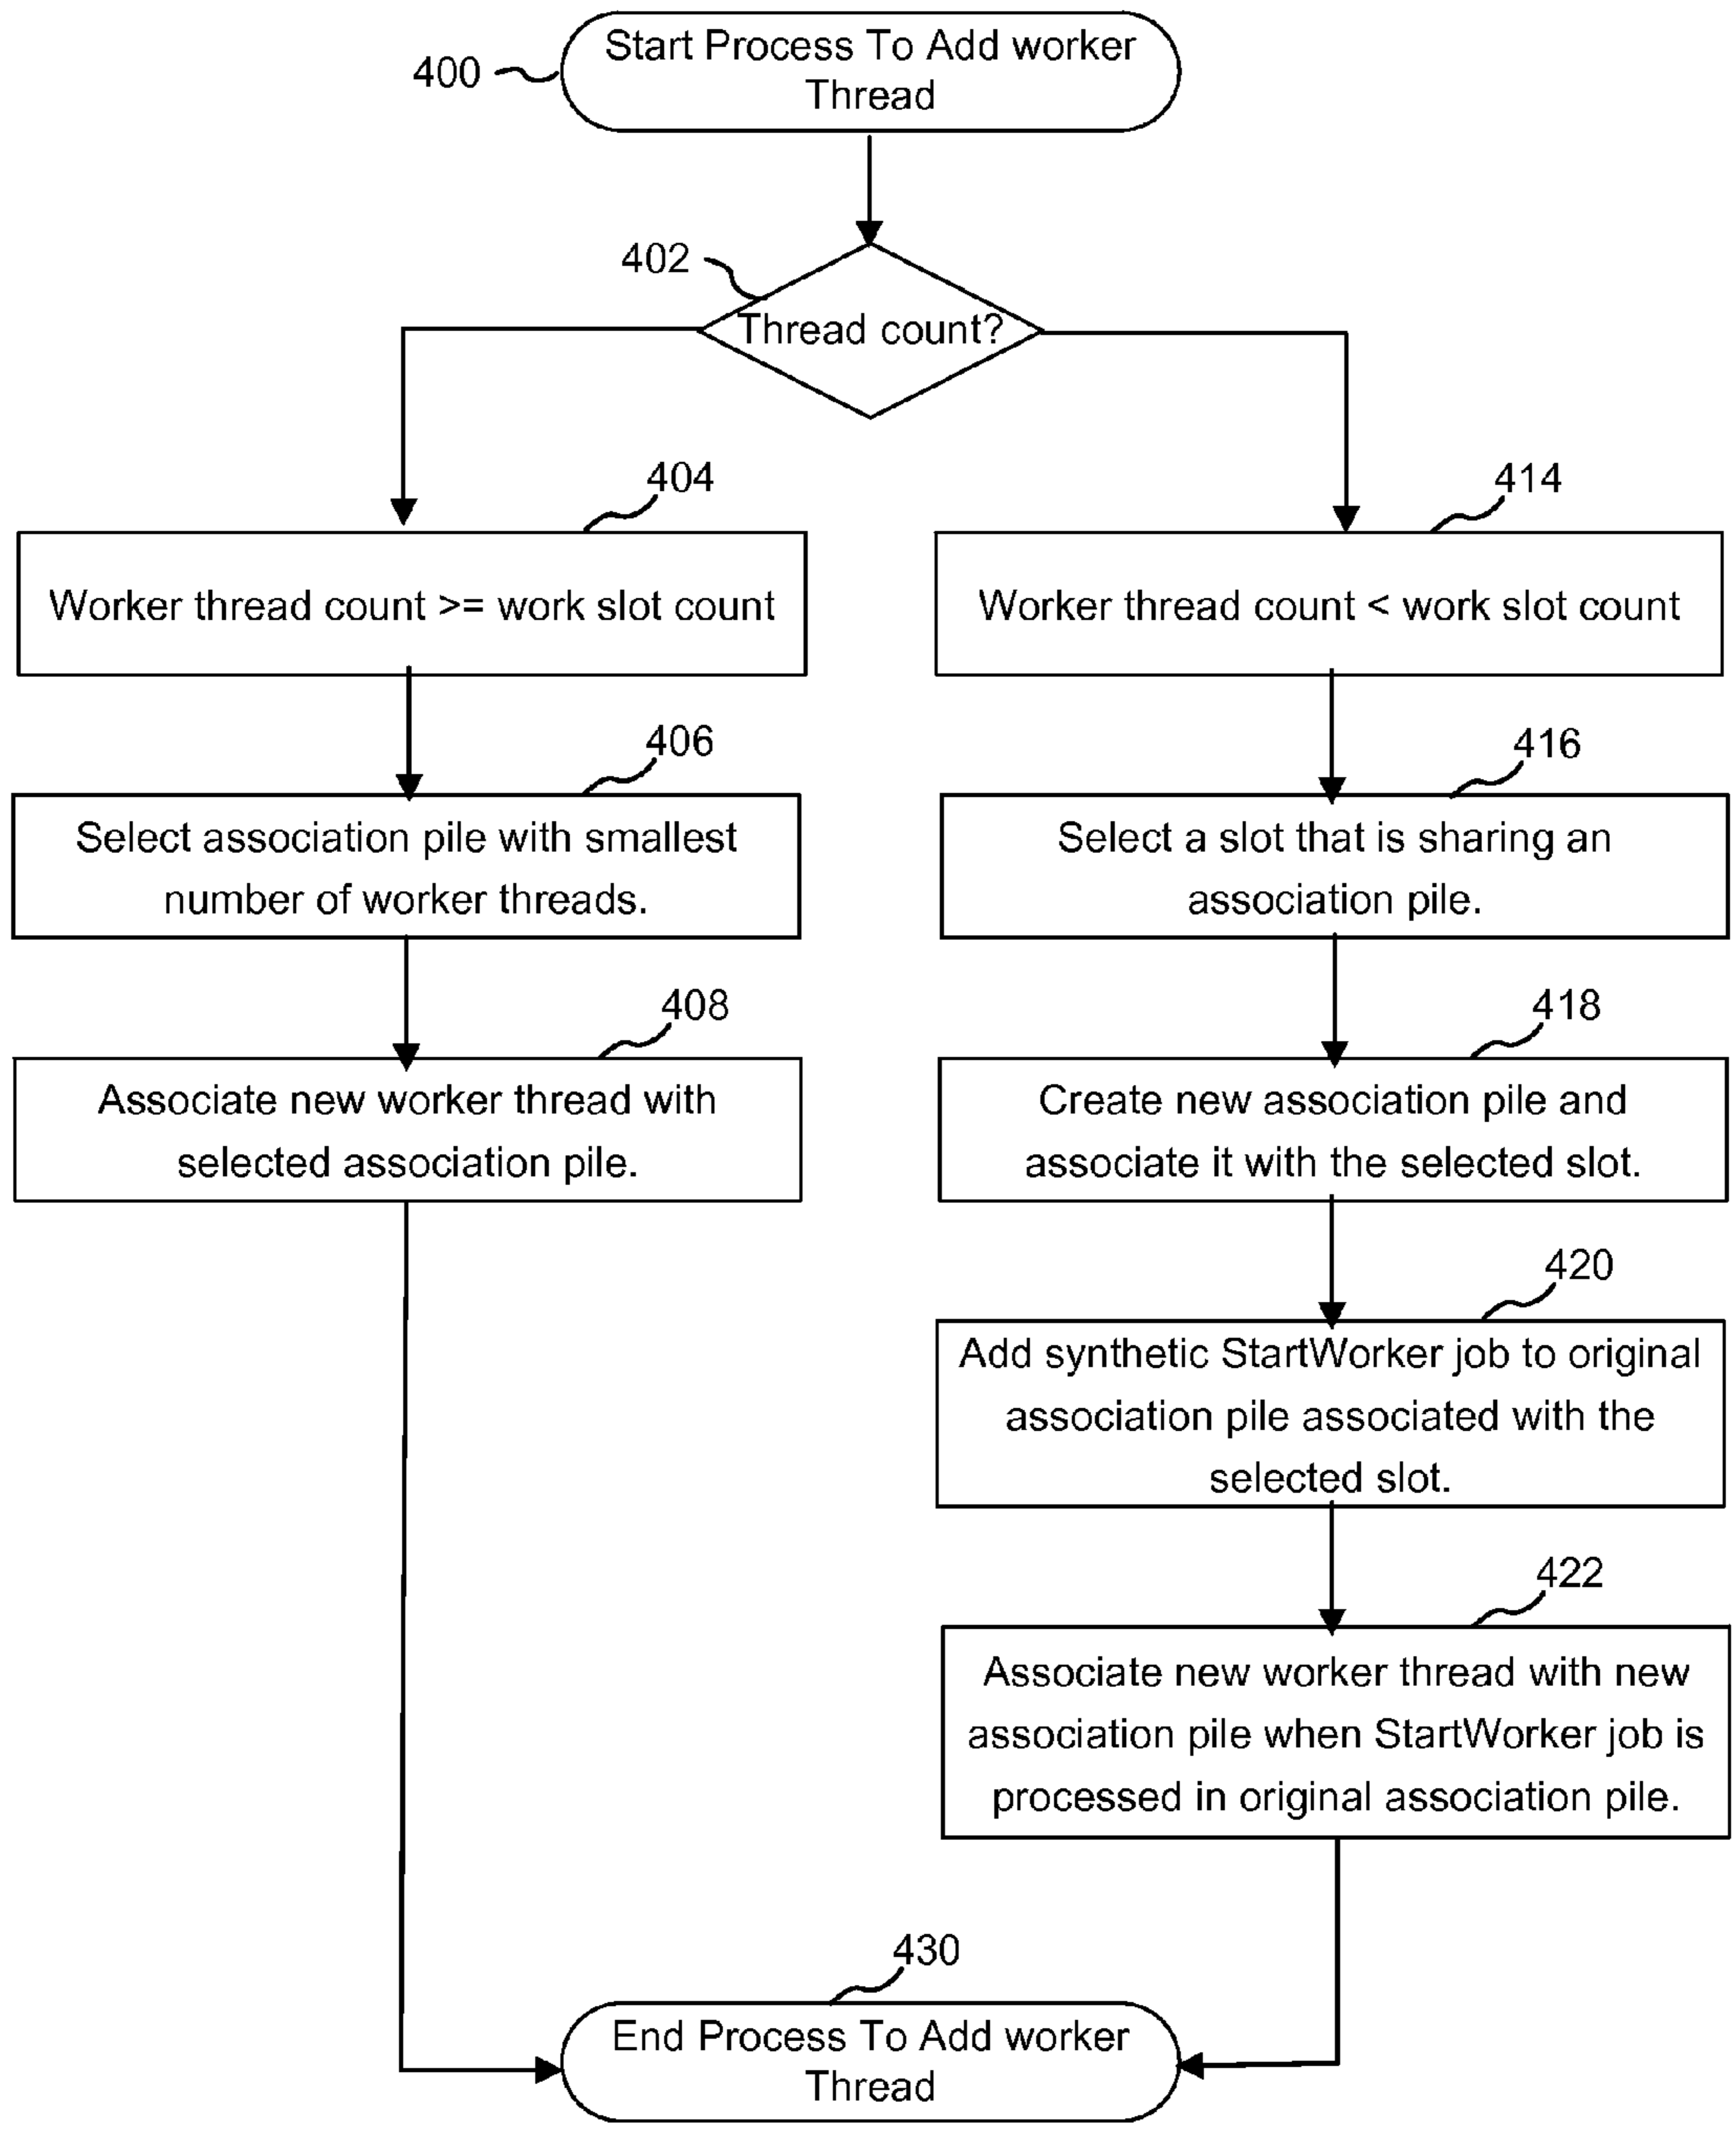 400
Start Process To Add worker
Thread
402
Thread count?
404
Worker thread count >= work slot count
406
Select association pile with smallest
number of worker threads.
408
Associate new worker thread with
selected association pile.
414
Worker thread count < work slot count
416
Select a slot that is sharing an
association pile.
418
Create new association pile and
associate it with the selected slot.
420
Add synthetic StartWorker job to original
association pile associated with the
selected slot.
422
Associate new worker thread with new
association pile when StartWorker job is
processed in original association pile.
430
End Process To Add worker
Thread